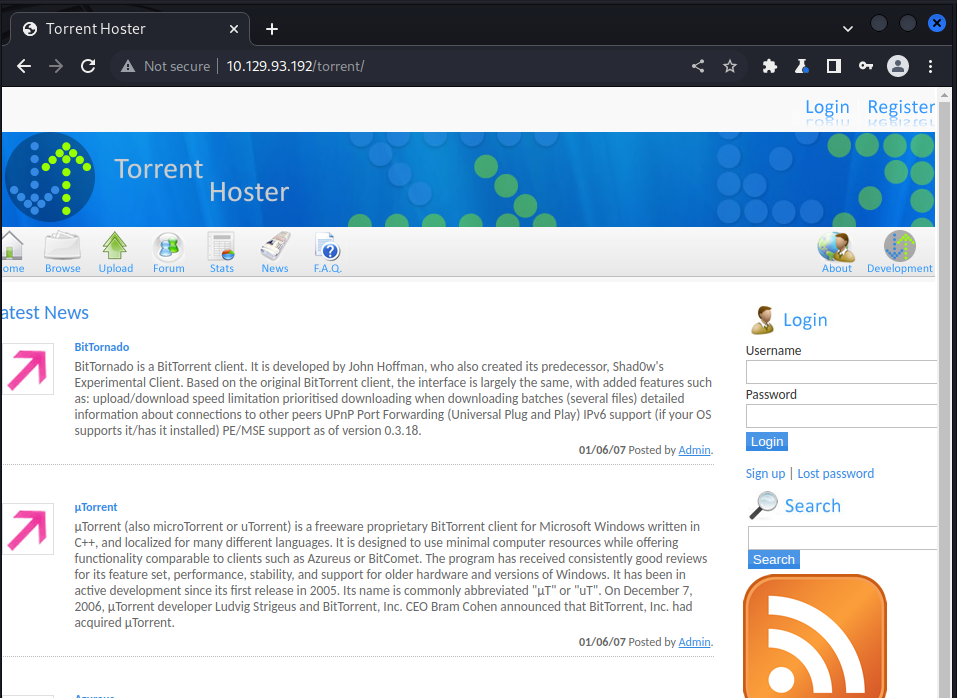 Torrent Hoster
Not secure
10.129.93.192/torrent/
Login Register
Torrent
Hoster
ome Browse Upload Forum Stats News F.A.Q. About Development
atest News
BitTornado
BitTornado is a BitTorrent client. It is developed by John Hoffman, who also created its predecessor, Shad0w's
Experimental Client. Based on the original BitTorrent client, the interface is largely the same, with added features such
as: upload/download speed limitation prioritised downloading when downloading batches (several files) detailed
information about connections to other peers UPnP Port Forwarding (Universal Plug and Play) IPv6 support (if your OS
supports it/has it installed) PE/MSE support as of version 0.3.18.
01/06/07 Posted by Admin.
µTorrent
µTorrent (also microTorrent or uTorrent) is a freeware proprietary BitTorrent client for Microsoft Windows written in
C++, and localized for many different languages. It is designed to use minimal computer resources while offering
functionality comparable to clients such as Azureus or BitComet. The program has received consistently good reviews
for its feature set, performance, stability, and support for older hardware and versions of Windows. It has been in
active development since its first release in 2005. Its name is commonly abbreviated "µT" or "uT". On December 7,
2006, µTorrent developer Ludvig Strigeus and BitTorrent, Inc. CEO Bram Cohen announced that BitTorrent, Inc. had
acquired µTorrent.
01/06/07 Posted by Admin.
Login
Username
Password
Login
Sign up | Lost password
Search
Search